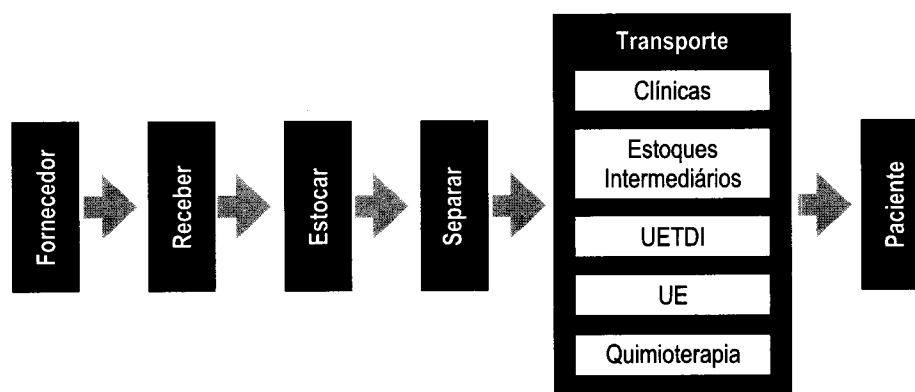 Fornecedor
Receber
Estocar
Separar
Transporte
Clínicas
Estoques
Intermediários
UETDI
UE
Quimioterapia
Paciente